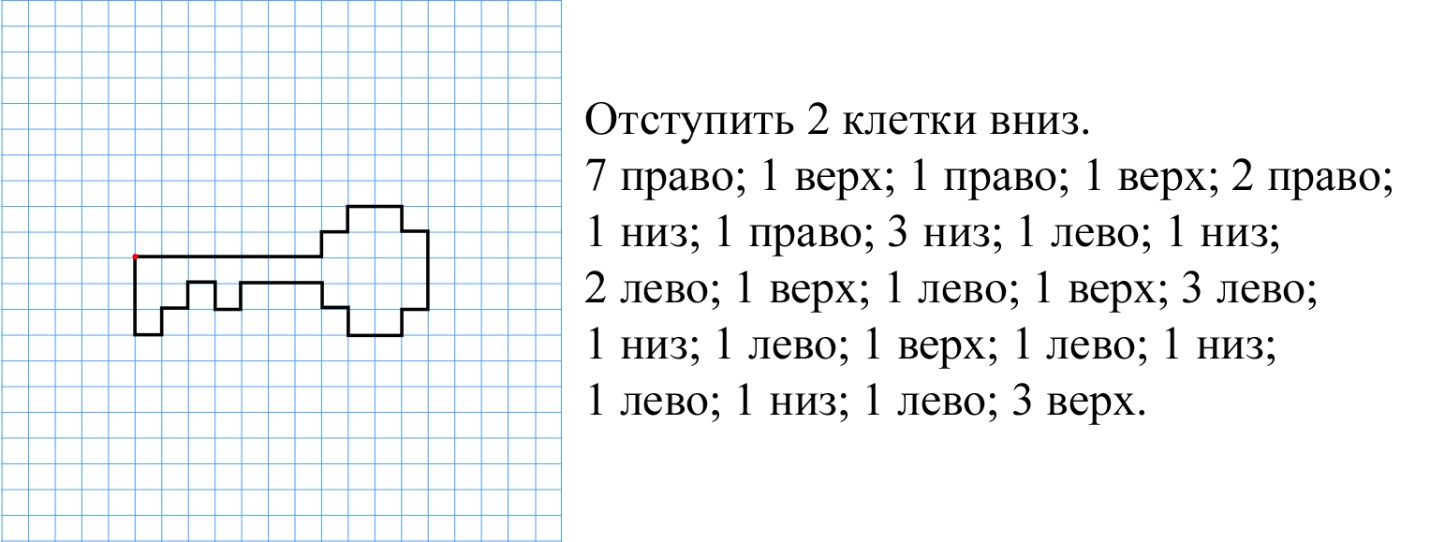 Отступить 2 клетки вниз.
7 право; 1 верх; 1 право; 1 верх; 2 право;
1 низ; 1 право; 3 низ; 1 лево; 1 низ;
2 лево; 1 верх; 1 лево; 1 верх; 3 лево;
1 низ; 1 лево; 1 верх; 1 лево; 1 низ;
1 лево; 1 низ; 1 лево; 3 верх.